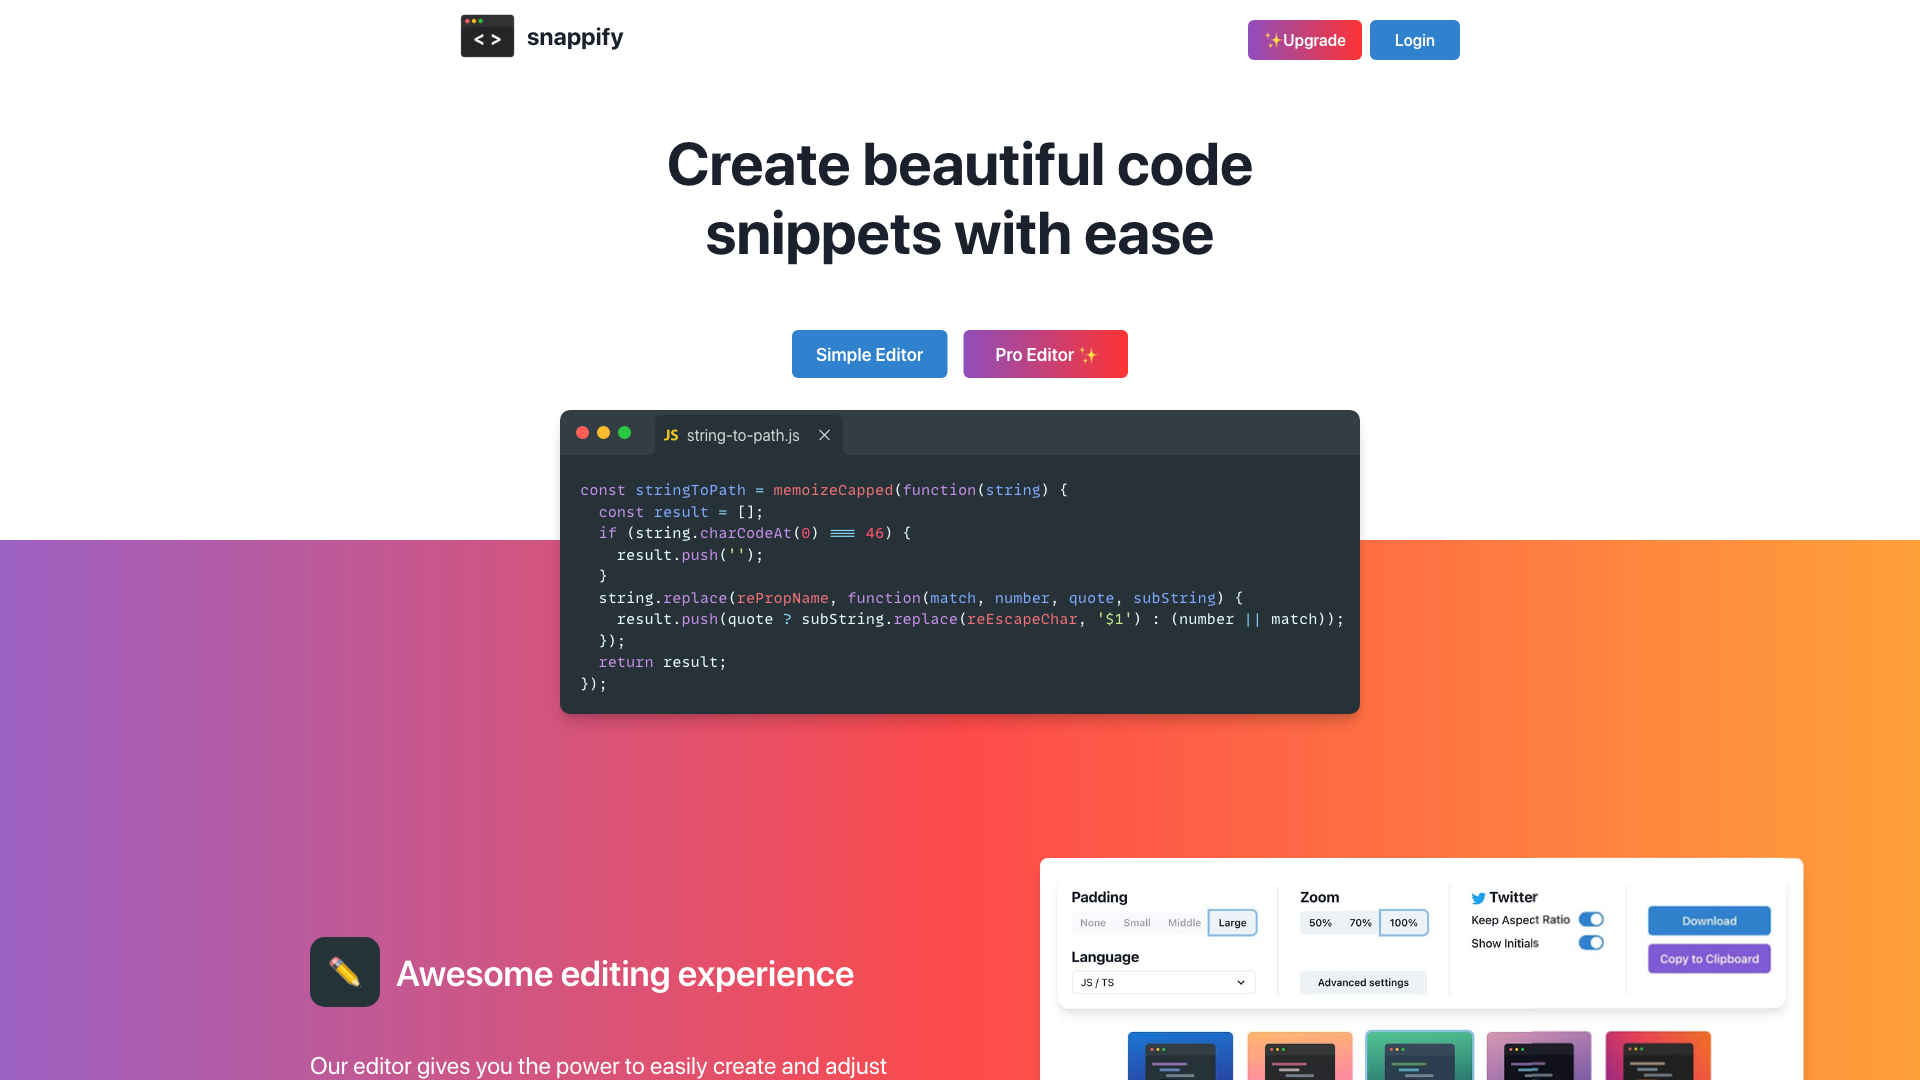 < > snappify
✨Upgrade Login
Create beautiful code
snippets with ease
Simple Editor Pro Editor ✨
JS string-to-path.js ×
const stringToPath = memoizeCapped(function(string) {
  const result = [];
  if (string.charCodeAt(0) === 46) {
    result.push('');
  }
  string.replace(rePropName, function(match, number, quote, subString) {
    result.push(quote ? subString.replace(reEscapeChar, '$1') : (number || match));
  });
  return result;
});
✏️ Awesome editing experience
Our editor gives you the power to easily create and adjust
Padding
None Small Middle Large
Language
JS / TS
Zoom
50% 70% 100%
Advanced settings
Twitter
Keep Aspect Ratio
Show Initials
Download
Copy to Clipboard